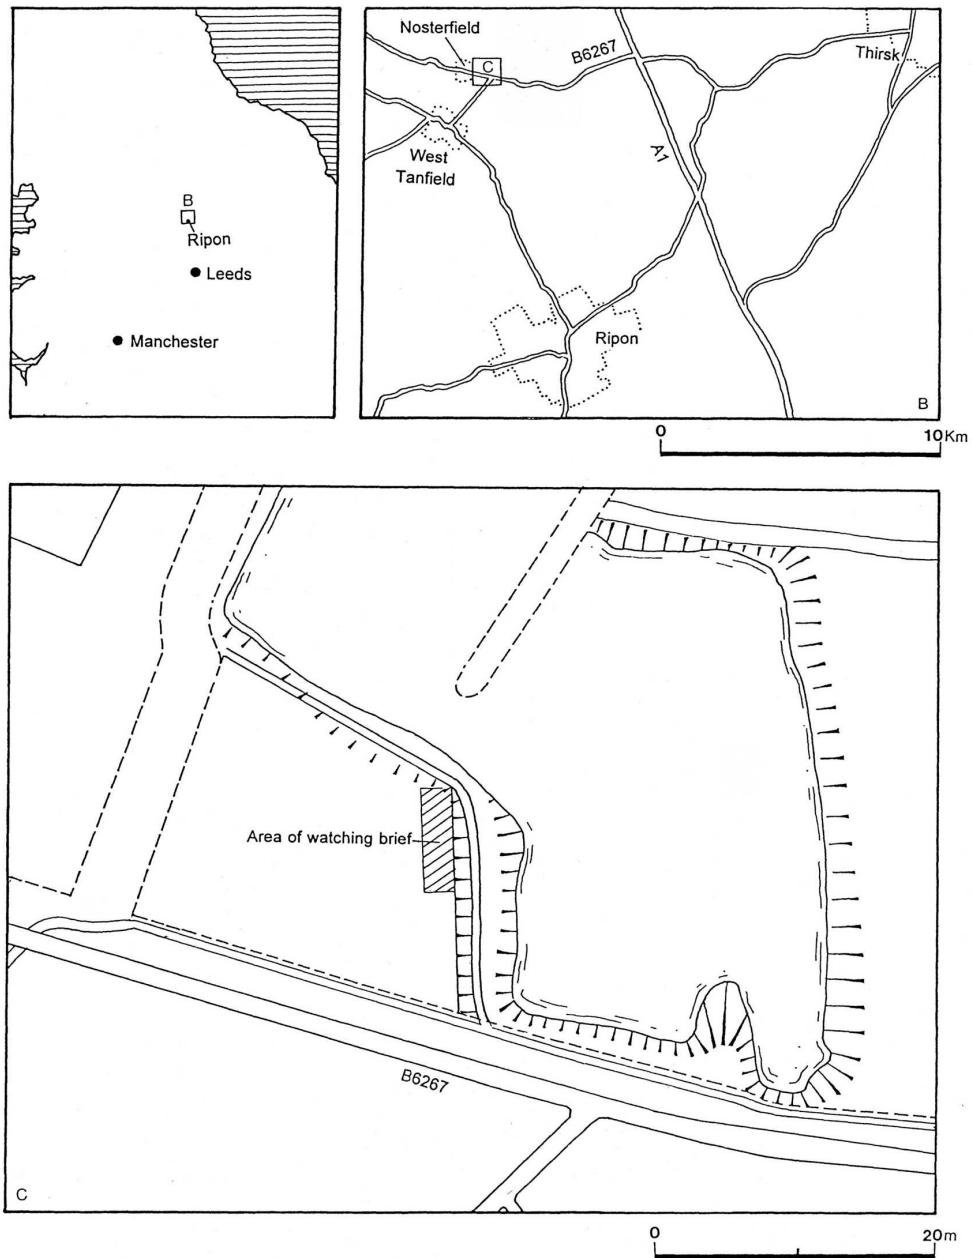 B
Ripon
Leeds
Manchester
Nosterfield
C
B6267
Thirsk
West
Tanfield
A1
Ripon
B
0 10Km
Area of watching brief
B6267
C
0 20m